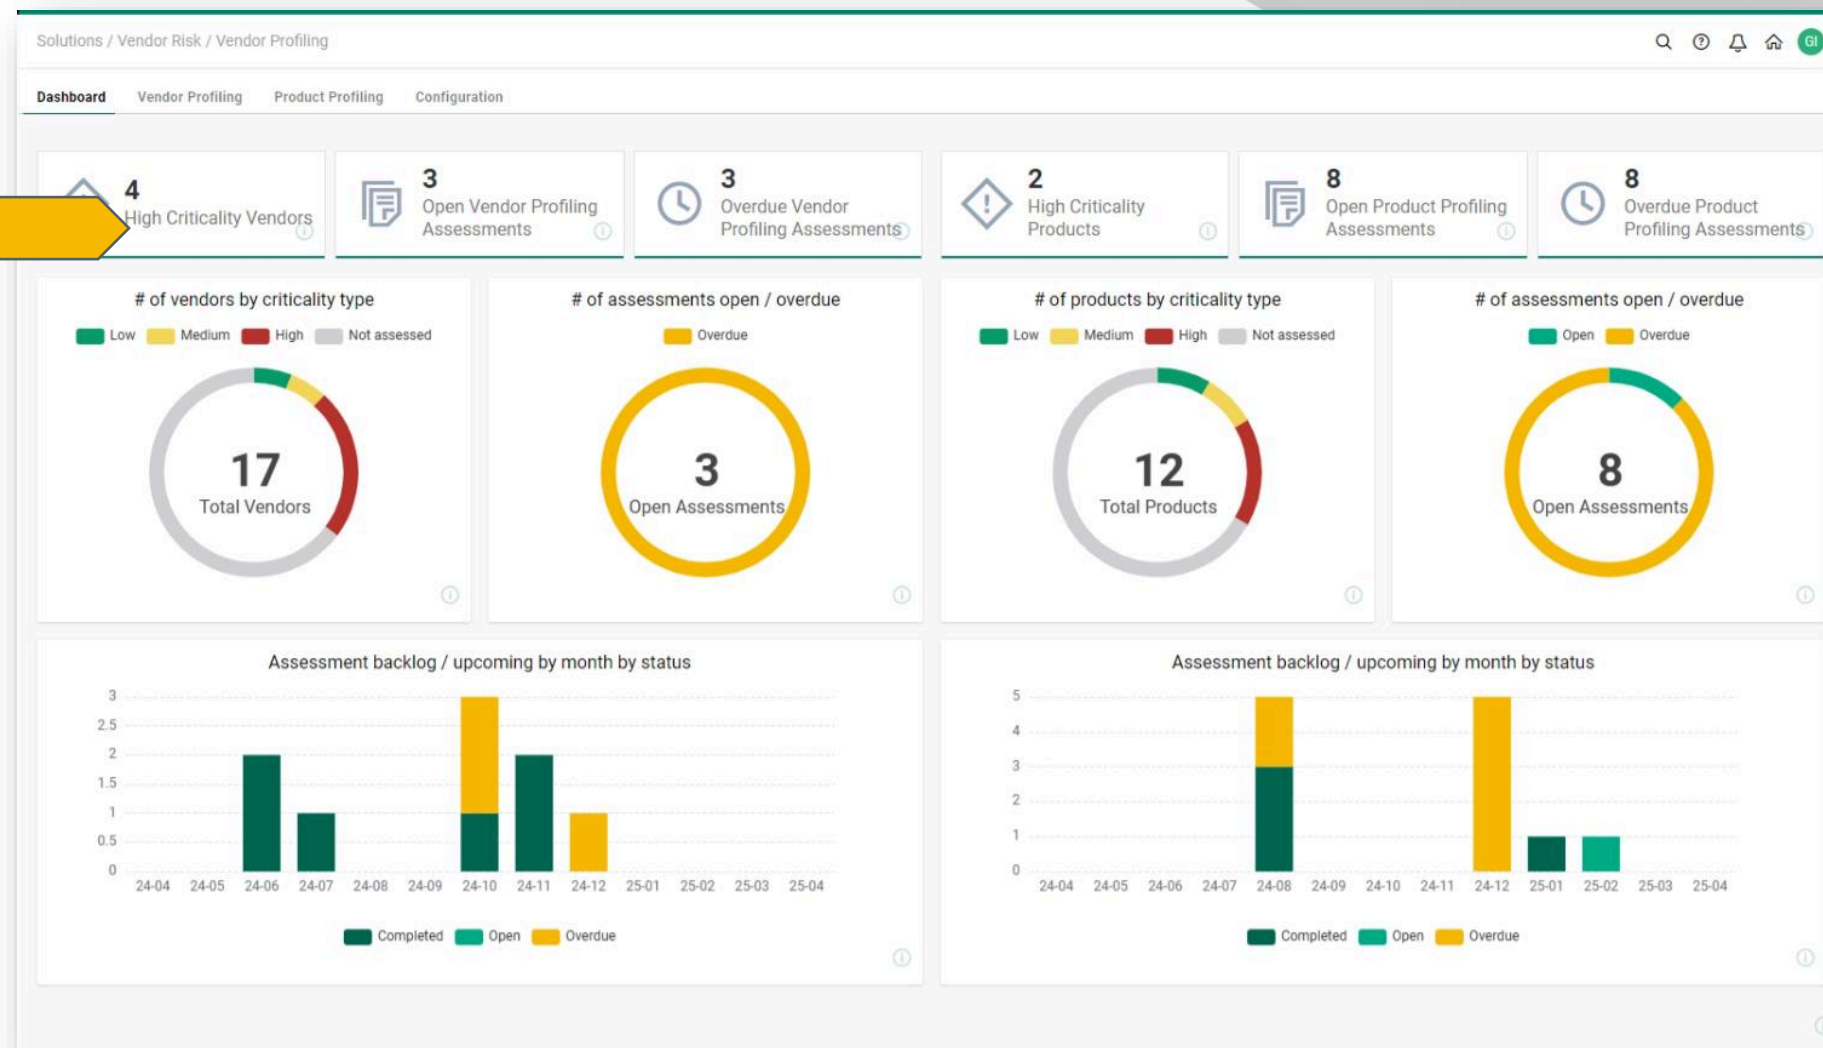 Solutions / Vendor Risk / Vendor Profiling
GI
Dashboard Vendor Profiling Product Profiling Configuration
4
High Criticality Vendors
3
Open Vendor Profiling
Assessments
3
Overdue Vendor
Profiling Assessments
2
High Criticality
Products
8
Open Product Profiling
Assessments
8
Overdue Product
Profiling Assessments
# of vendors by criticality type
Low Medium High Not assessed
17
Total Vendors
# of assessments open / overdue
Overdue
3
Open Assessments
# of products by criticality type
Low Medium High Not assessed
12
Total Products
# of assessments open / overdue
Open Overdue
8
Open Assessments
Assessment backlog / upcoming by month by status
3
2.5
2
1.5
1
0.5
0
24-04 24-05 24-06 24-07 24-08 24-09 24-10 24-11 24-12 25-01 25-02 25-03 25-04
Completed Open Overdue
Assessment backlog / upcoming by month by status
5
4
3
2
1
0
24-04 24-05 24-06 24-07 24-08 24-09 24-10 24-11 24-12 25-01 25-02 25-03 25-04
Completed Open Overdue